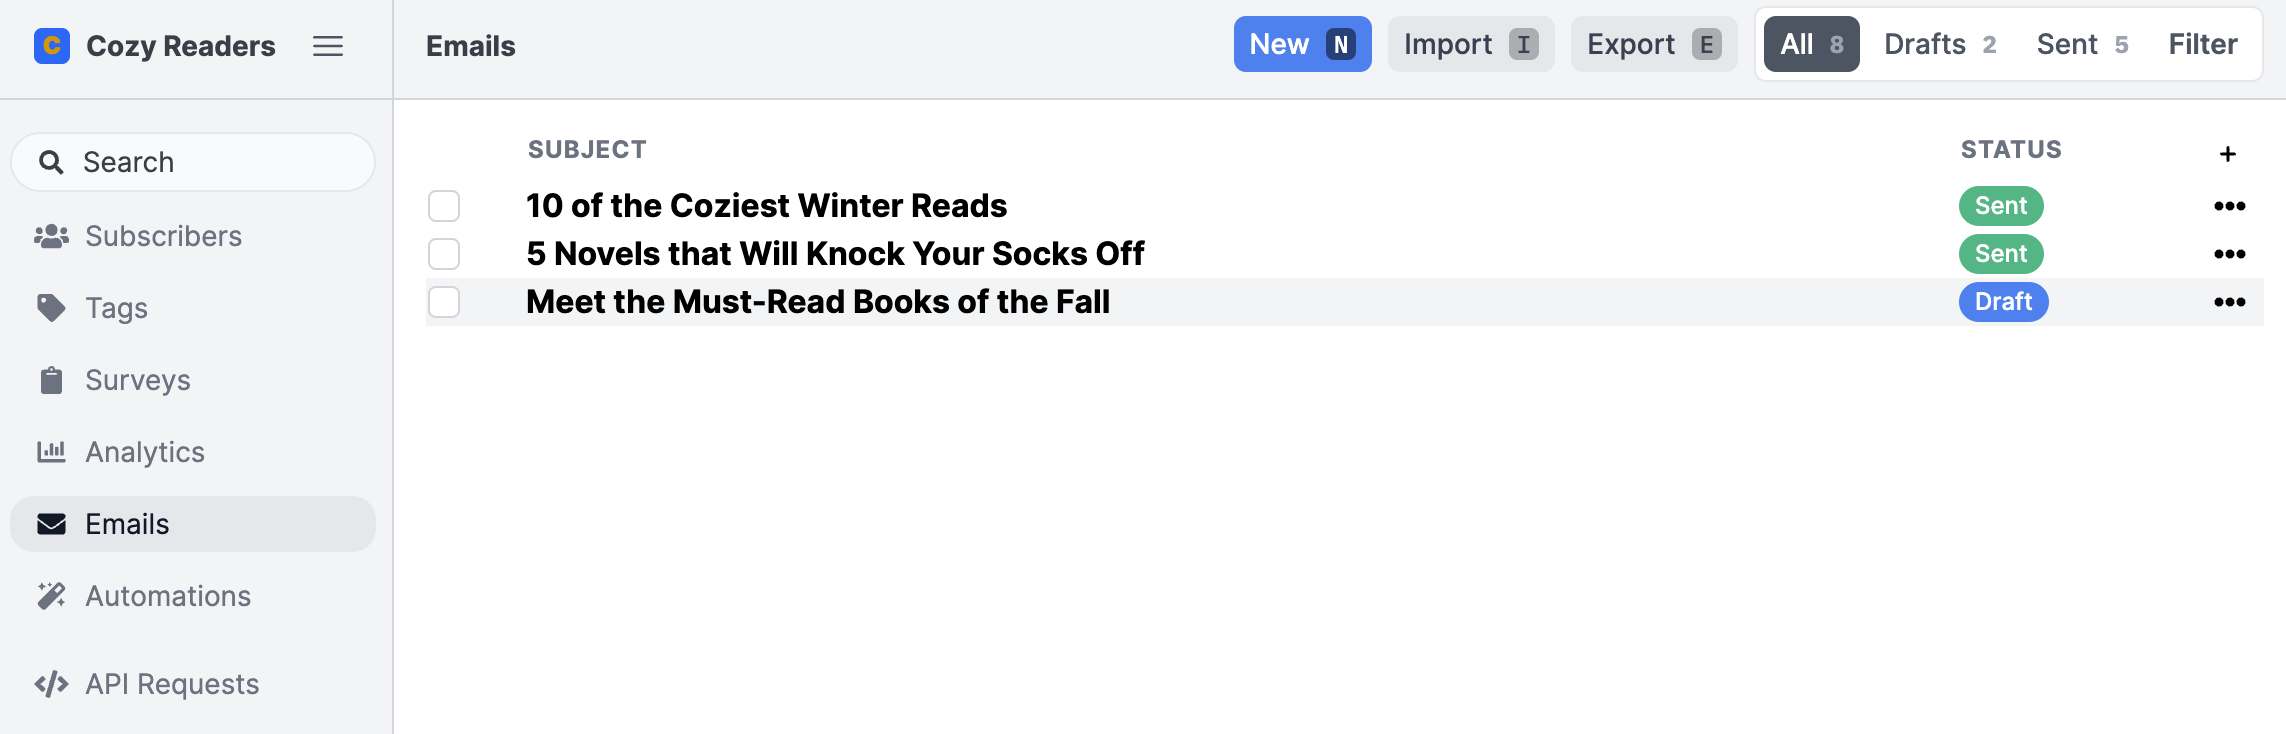 C Cozy Readers
Emails
New N Import I Export E All 8 Drafts 2 Sent 5 Filter
Search
Subscribers
Tags
Surveys
Analytics
Emails
Automations
API Requests
SUBJECT STATUS +
10 of the Coziest Winter Reads Sent
5 Novels that Will Knock Your Socks Off Sent
Meet the Must-Read Books of the Fall Draft